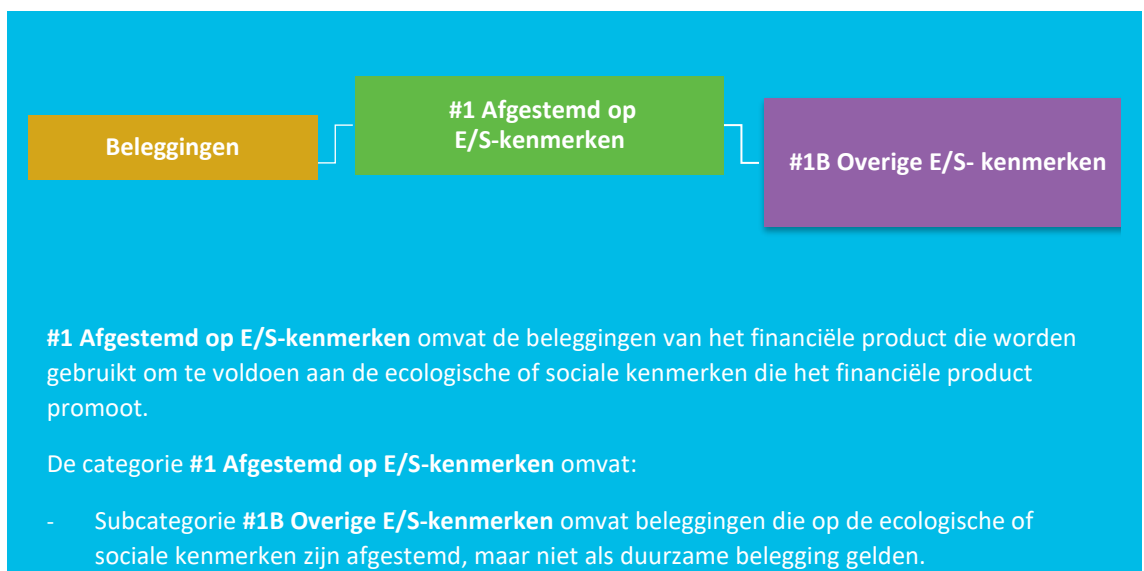 Beleggingen
#1 Afgestemd op
E/S-kenmerken
#1B Overige E/S- kenmerken
#1 Afgestemd op E/S-kenmerken omvat de beleggingen van het financiële product die worden
gebruikt om te voldoen aan de ecologische of sociale kenmerken die het financiële product
promoot.
De categorie #1 Afgestemd op E/S-kenmerken omvat:
- Subcategorie #1B Overige E/S-kenmerken omvat beleggingen die op de ecologische of
sociale kenmerken zijn afgestemd, maar niet als duurzame belegging gelden.